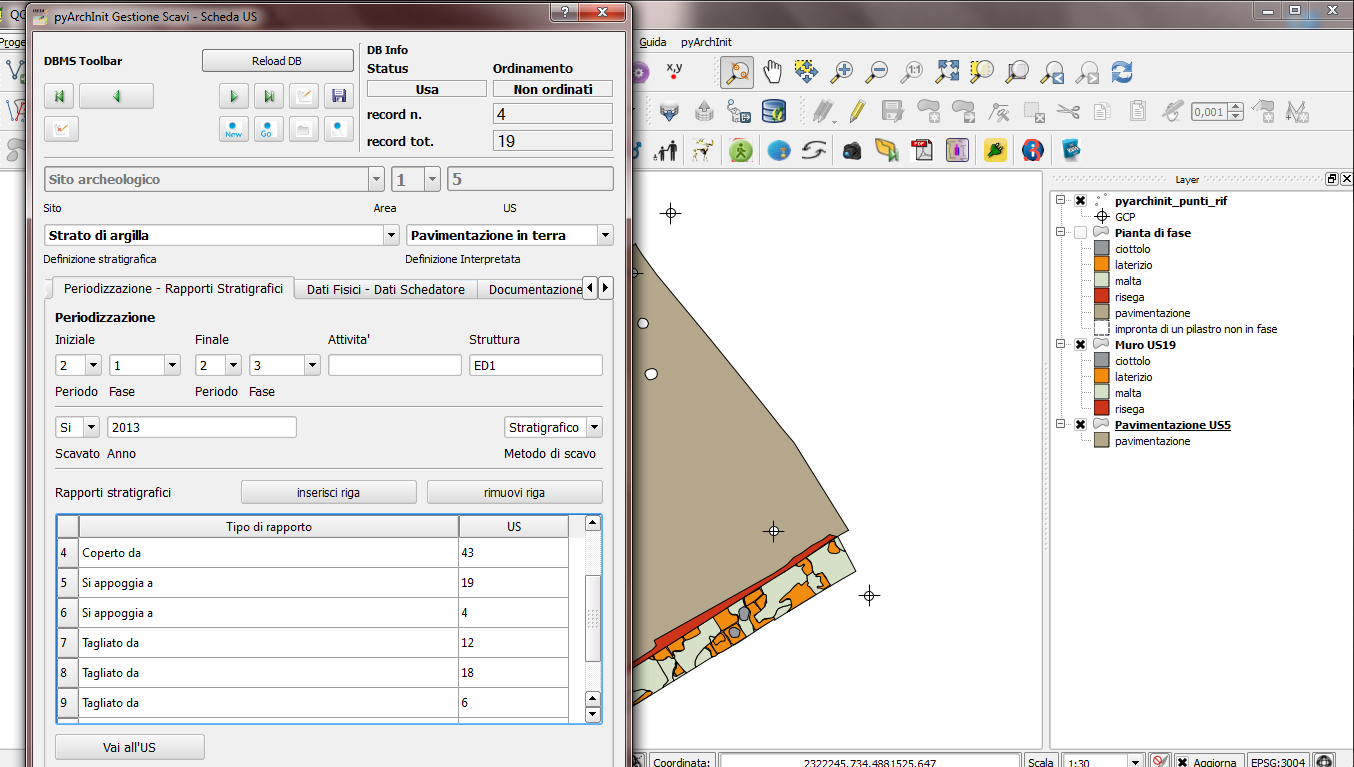 QG
pyArchInit Gestione Scavi - Scheda US
Proge
Guida pyArchInit
DBMS Toolbar
Reload DB
DB Info
Status
Ordinamento
Usa
Non ordinati
record n.
4
record tot.
19
New
Go
x,y
1:1
0,001
PDF
Sito archeologico
1
5
Sito
Area
US
Strato di argilla
Pavimentazione in terra
Definizione stratigrafica
Definizione Interpretata
Periodizzazione - Rapporti Stratigrafici
Dati Fisici - Dati Schedatore
Documentazione
Periodizzazione
Iniziale
Finale
Attivita'
Struttura
2
1
2
3
ED1
Periodo
Fase
Periodo
Fase
Si
2013
Stratigrafico
Scavato
Anno
Metodo di scavo
Rapporti stratigrafici
inserisci riga
rimuovi riga
Tipo di rapporto US
4 Coperto da 43
5 Si appoggia a 19
6 Si appoggia a 4
7 Tagliato da 12
8 Tagliato da 18
9 Tagliato da 6
Vai all'US
Layer
pyarchinit_punti_rif
GCP
Pianta di fase
ciottolo
laterizio
malta
risega
pavimentazione
impronta di un pilastro non in fase
Muro US19
ciottolo
laterizio
malta
risega
Pavimentazione US5
pavimentazione
Coordinata:
2322245.734,4881525.647
Scala
1:30
Aggiorna
EPSG:3004